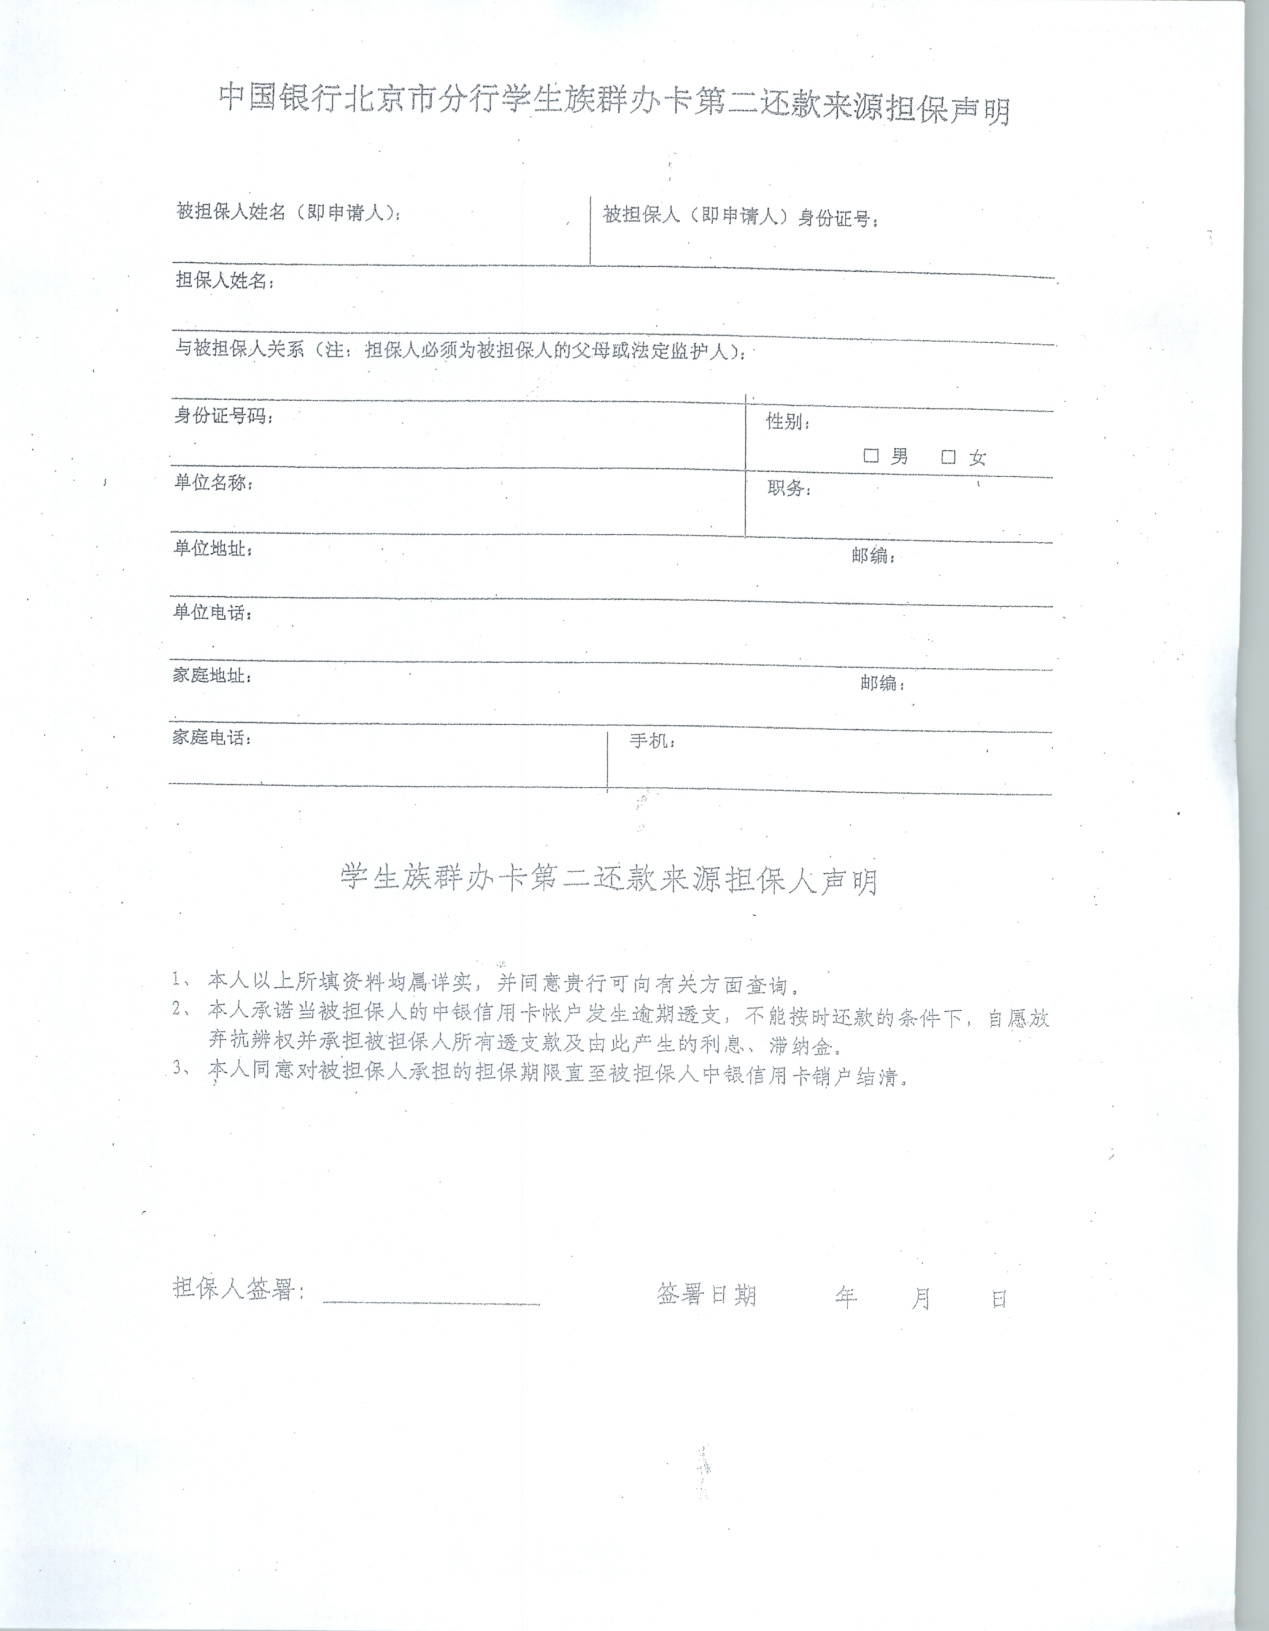 中国银行北京市分行学生族群办卡第二还款来源担保声明
被担保人姓名（即申请人）：
被担保人（即申请人）身份证号：
担保人姓名：
与被担保人关系（注：担保人必须为被担保人的父母或法定监护人）：
身份证号码：
性别：
□ 男 □ 女
单位名称：
职务：
单位地址：
邮编：
单位电话：
家庭地址：
邮编：
家庭电话：
手机：
学生族群办卡第二还款来源担保人声明
1、 本人以上所填资料均属详实，并同意贵行可向有关方面查询。
2、 本人承诺当被担保人的中银信用卡帐户发生逾期透支，不能按时还款的条件下，自愿放
弃抗辨权并承担被担保人所有透支款及由此产生的利息、滞纳金。
3、 本人同意对被担保人承担的担保期限直至被担保人中银信用卡销户结清。
担保人签署：
签署日期 年 月 日